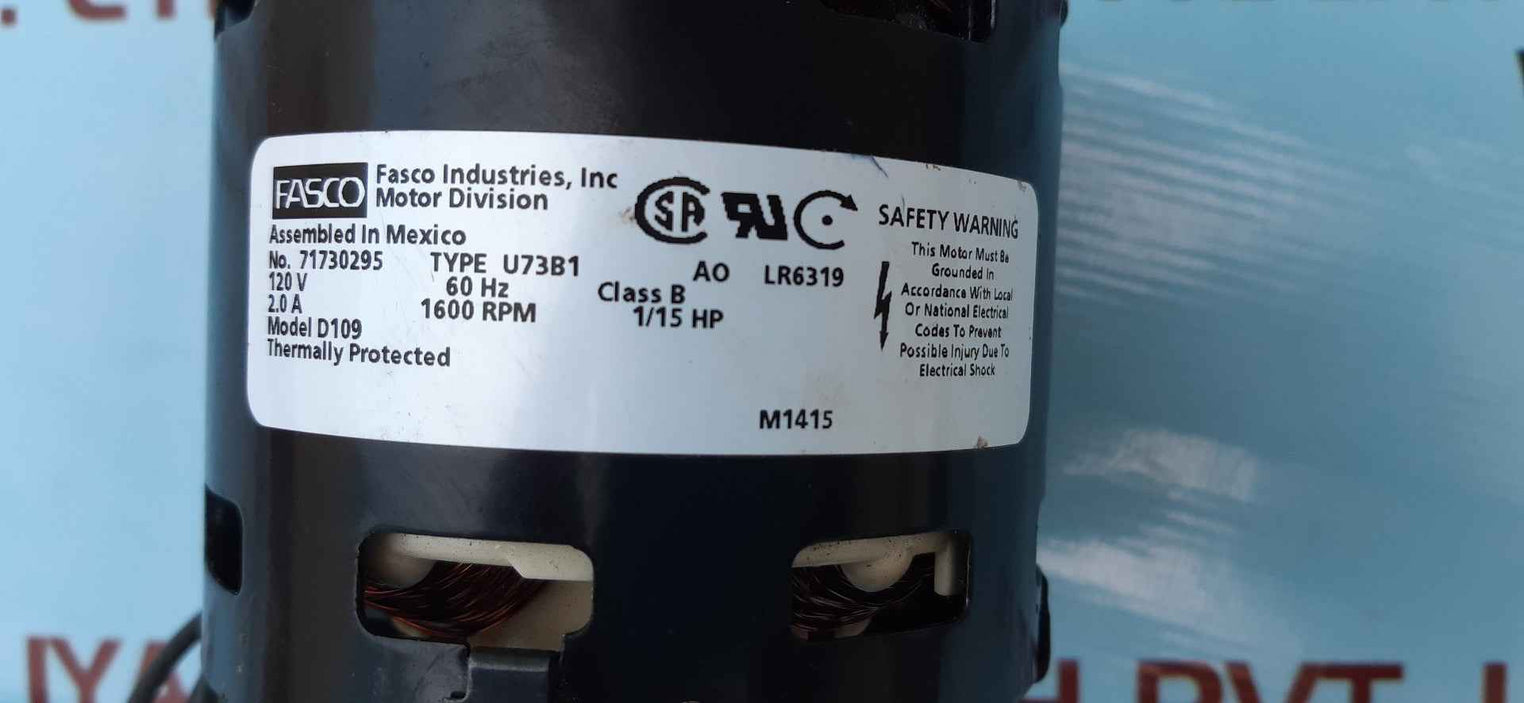 FASCO
Fasco Industries, Inc
Motor Division
Assembled In Mexico
No. 71730295 TYPE U73B1
120 V 60 Hz Class B
2.0 A 1600 RPM 1/15 HP
Model D109
Thermally Protected
AO LR6319
M1415
SAFETY WARNING
This Motor Must Be
Grounded In
Accordance With Local
Or National Electrical
Codes To Prevent
Possible Injury Due To
Electrical Shock
PVT